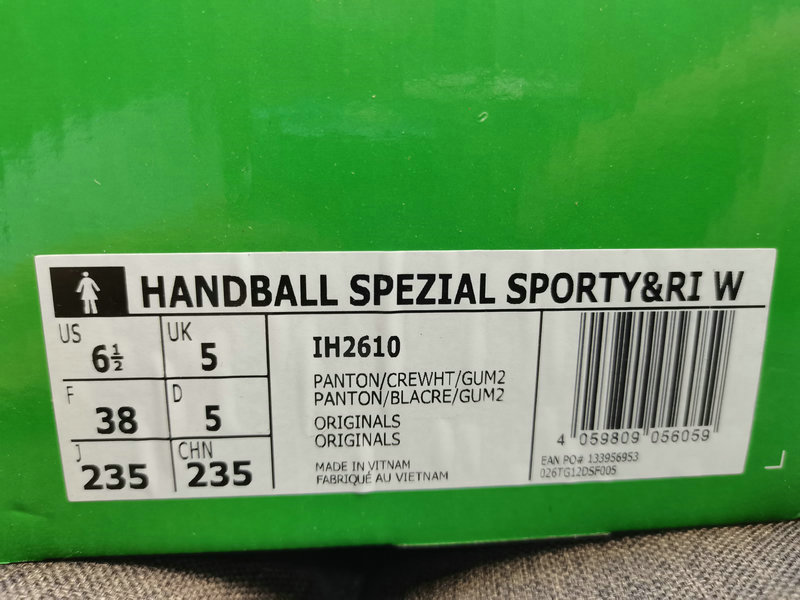 HANDBALL SPEZIAL SPORTY&RI W
US 6½
UK 5
F 38
D 5
J 235
CHN 235
IH2610
PANTON/CREWHT/GUM2
PANTON/BLACRE/GUM2
ORIGINALS
ORIGINALS
MADE IN VITNAM
FABRIQUÉ AU VIETNAM
4 059809 056059
EAN PO# 133956953
026TG12DSF005